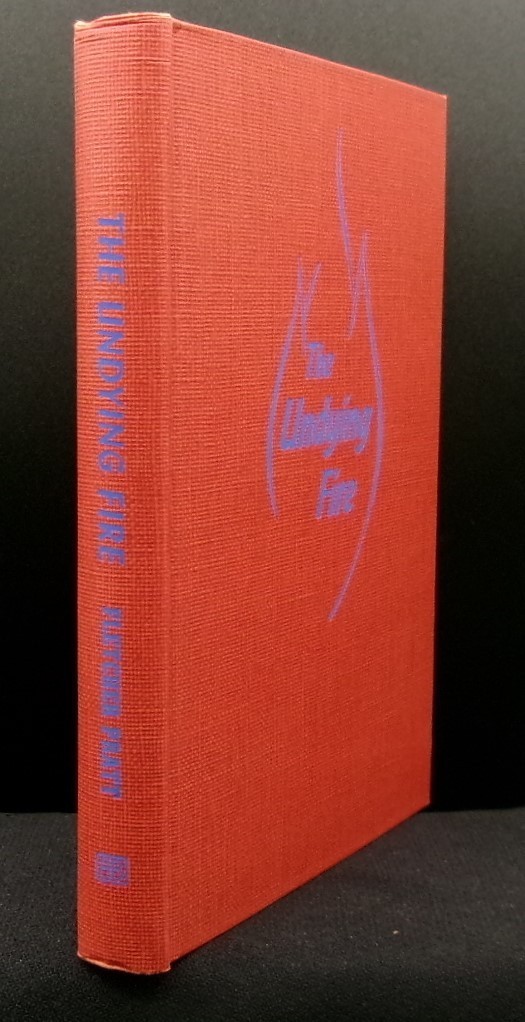 THE UNDYING FIRE FLETCHER PRATT
The
Undying
Fire